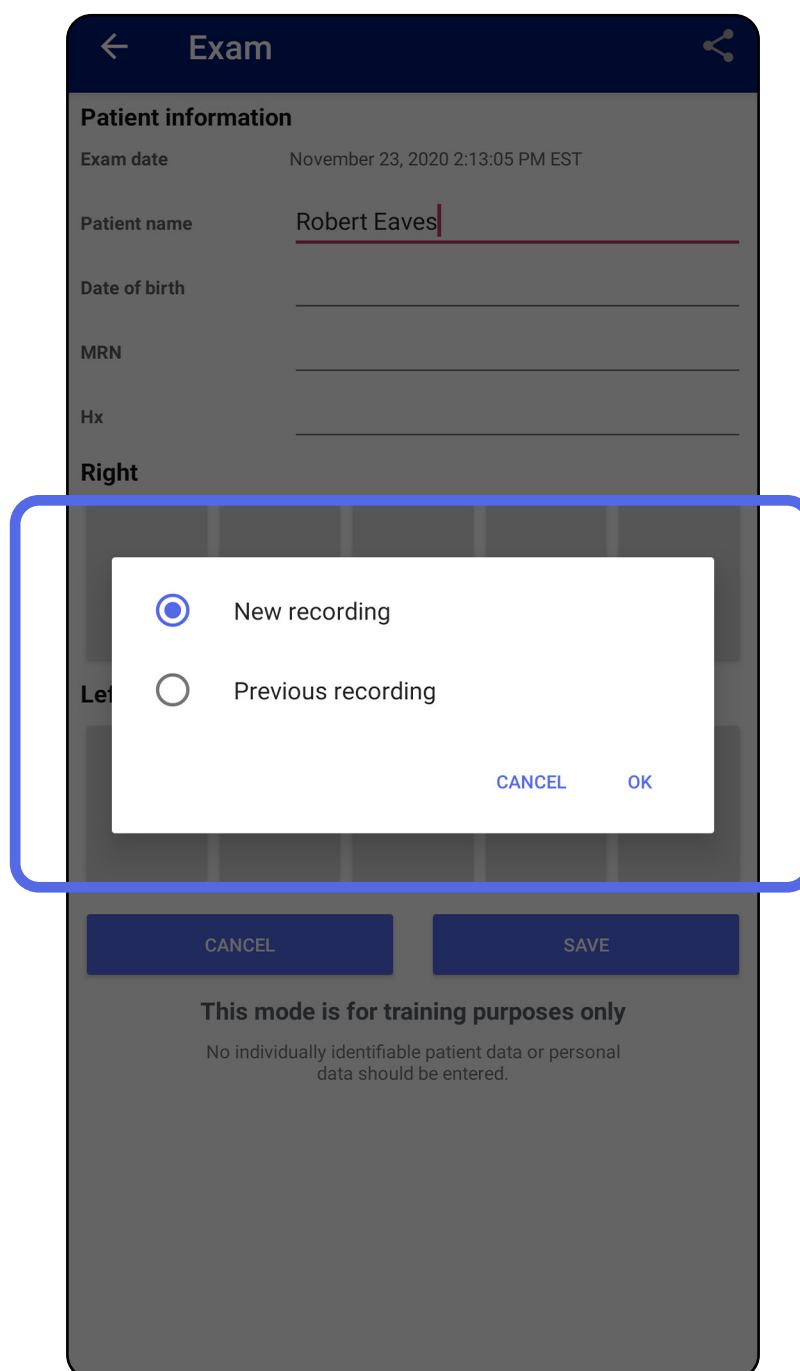 Exam
Patient information
Exam date November 23, 2020 2:13:05 PM EST
Patient name Robert Eaves
Date of birth
MRN
Hx
Right
New recording
Lef
Previous recording
CANCEL OK
CANCEL SAVE
This mode is for training purposes only
No individually identifiable patient data or personal
data should be entered.